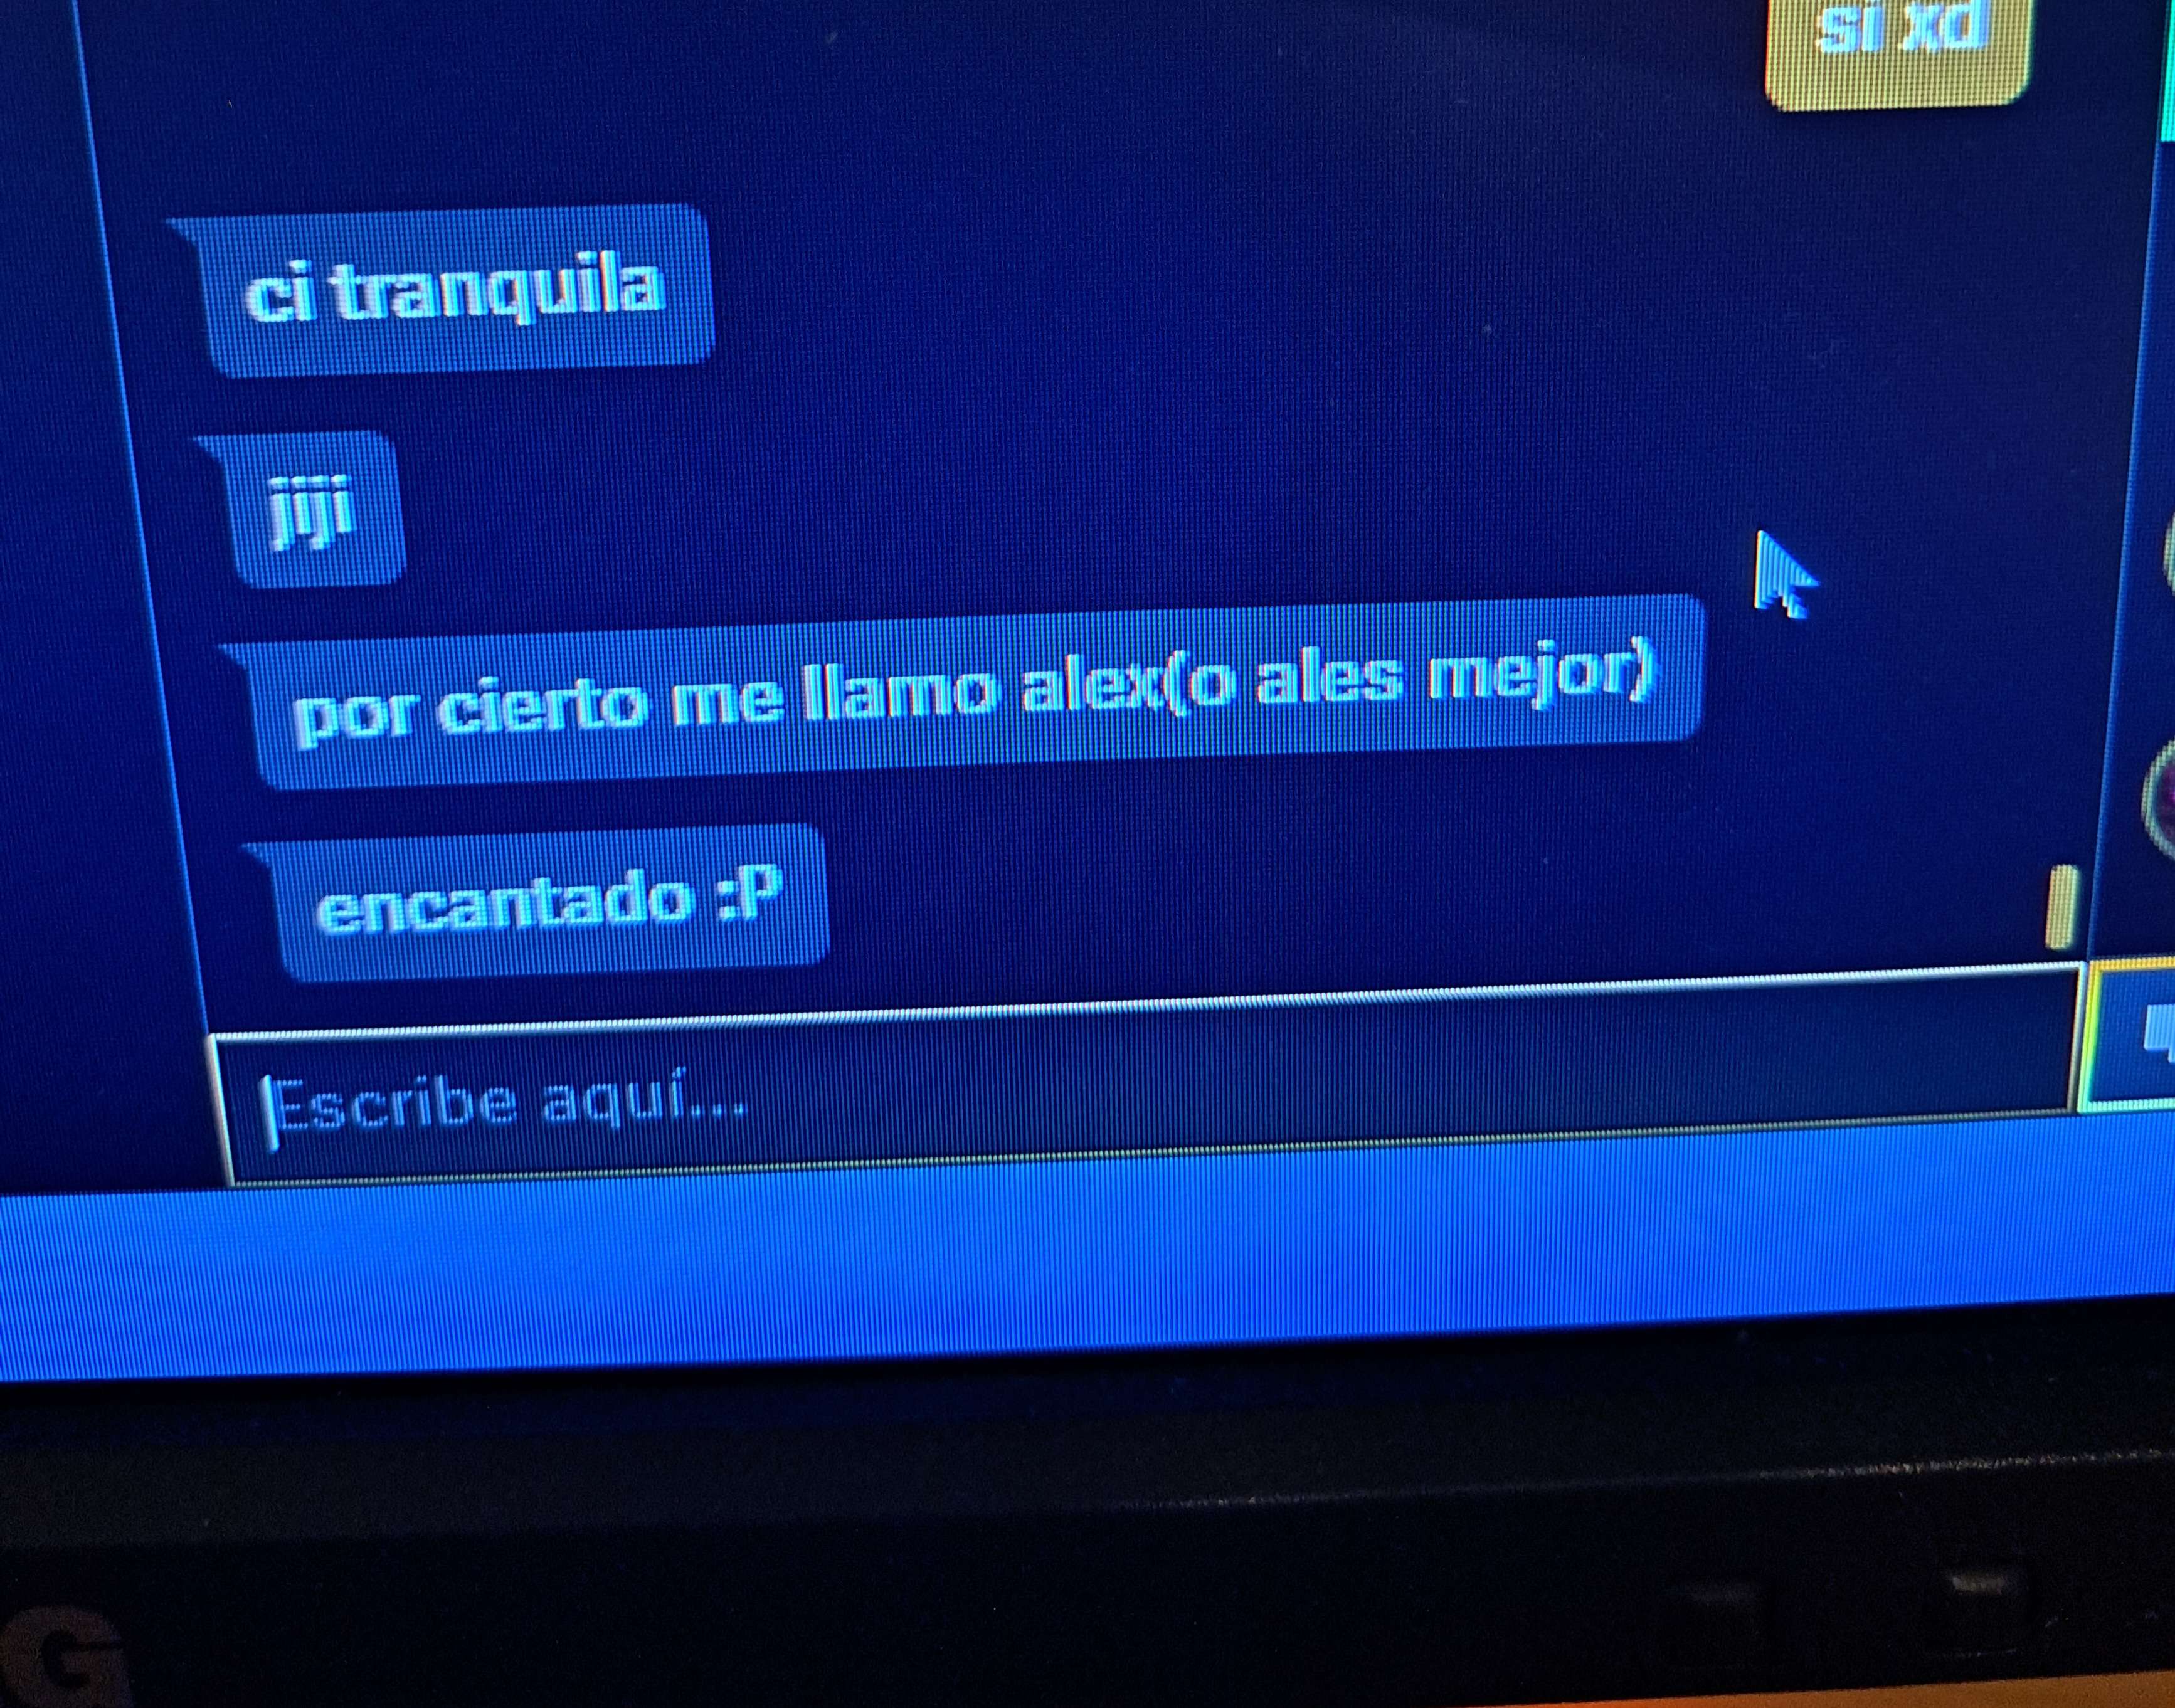 si xd
ci tranquila
jiji
por cierto me llamo alex(o ales mejor)
encantado :P
Escribe aquí...
G